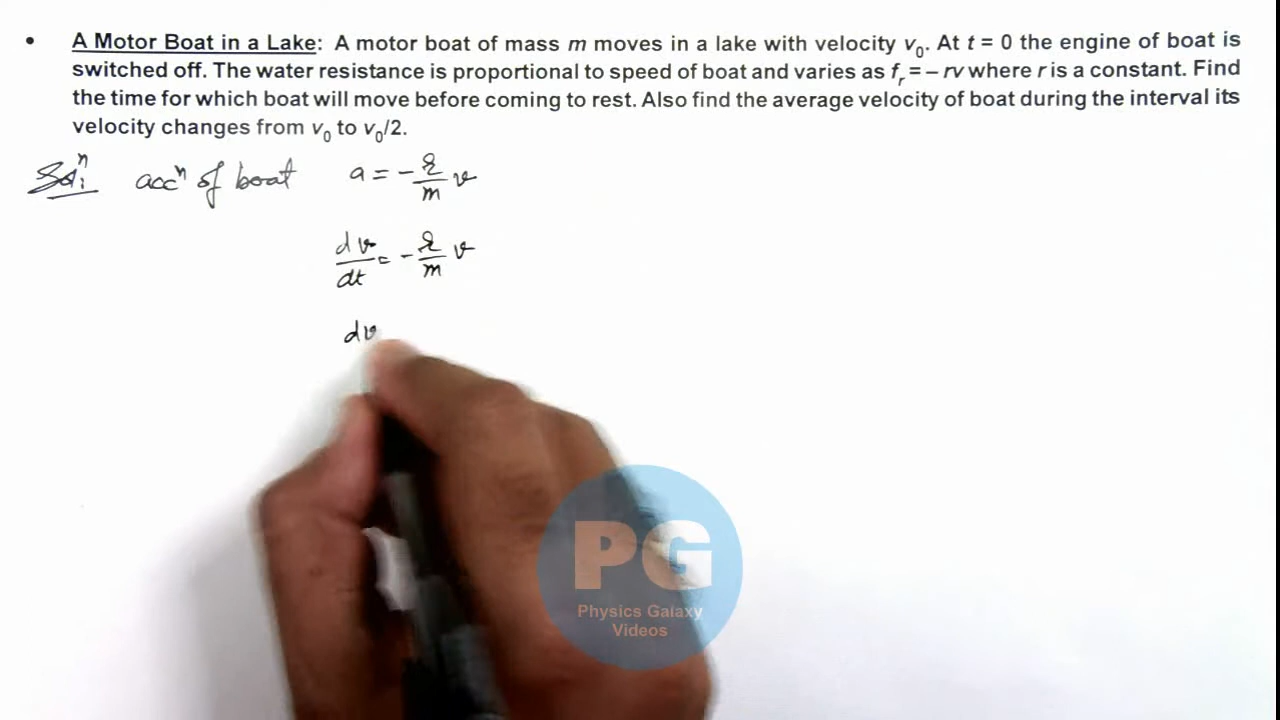 • A Motor Boat in a Lake: A motor boat of mass m moves in a lake with velocity v₀. At t = 0 the engine of boat is
switched off. The water resistance is proportional to speed of boat and varies as fᵣ = – rv where r is a constant. Find
the time for which boat will move before coming to rest. Also find the average velocity of boat during the interval its
velocity changes from v₀ to v₀/2.
Solⁿ: accⁿ of boat a = - r/m v
dv/dt = - r/m v
dv
PG
Physics Galaxy
Videos